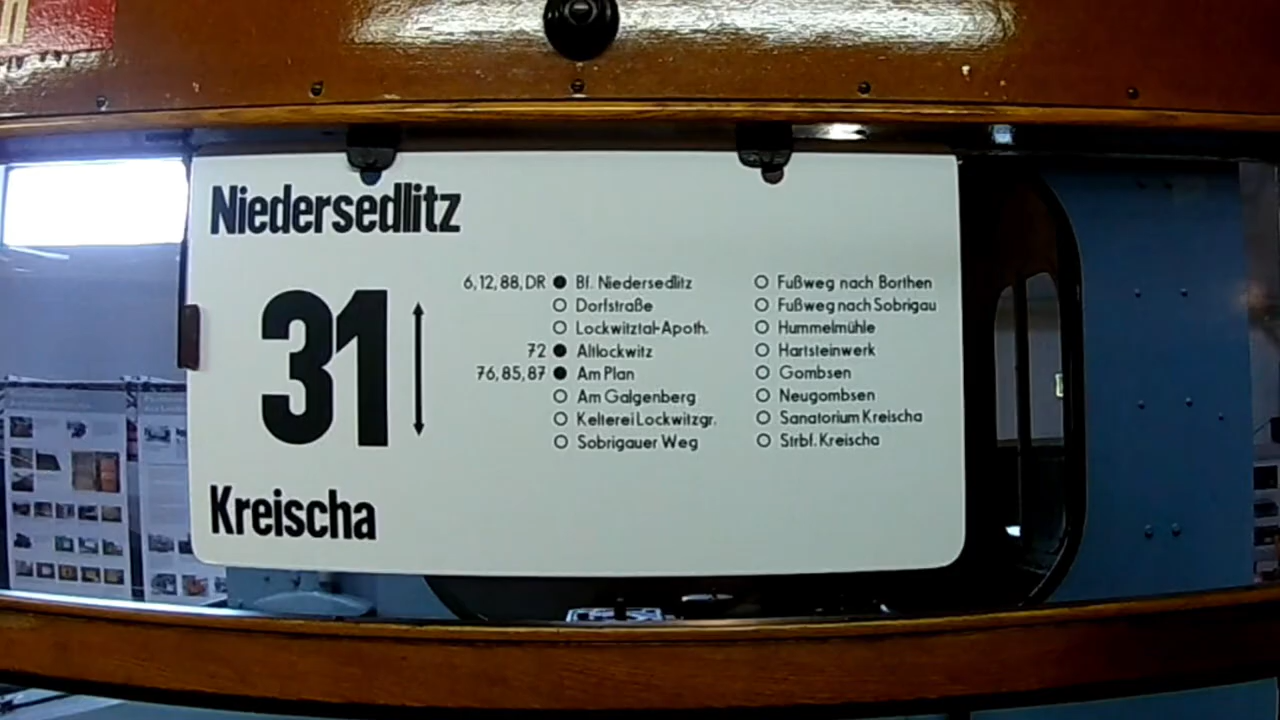 Niedersedlitz
31
6, 12, 88, DR Bf. Niedersedlitz
Dorfstraße
Lockwitztal-Apoth.
72 Altlockwitz
76, 85, 87 Am Plan
Am Galgenberg
Kelterei Lockwitzgr.
Sobrigauer Weg
Fußweg nach Borthen
Fußweg nach Sobrigau
Hummelmühle
Hartsteinwerk
Gombsen
Neugombsen
Sanatorium Kreischa
Strbf. Kreischa
Kreischa